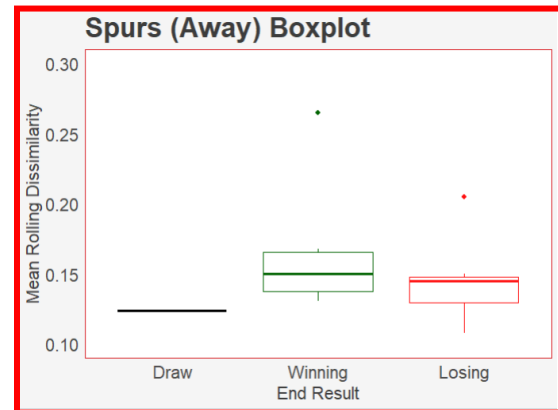 Spurs (Away) Boxplot
Mean Rolling Dissimilarity
0.30
0.25
0.20
0.15
0.10
Draw Winning Losing
End Result